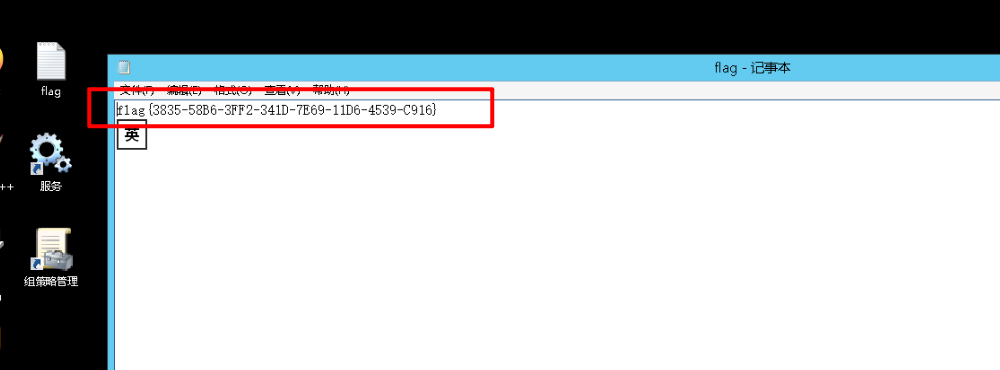 flag - 记事本
flag
文件(F) 编辑(E) 格式(O) 查看(V) 帮助(H)
flag{3835-58B6-3FF2-341D-7E69-11D6-4539-C916}
英
++
服务
组策略管理